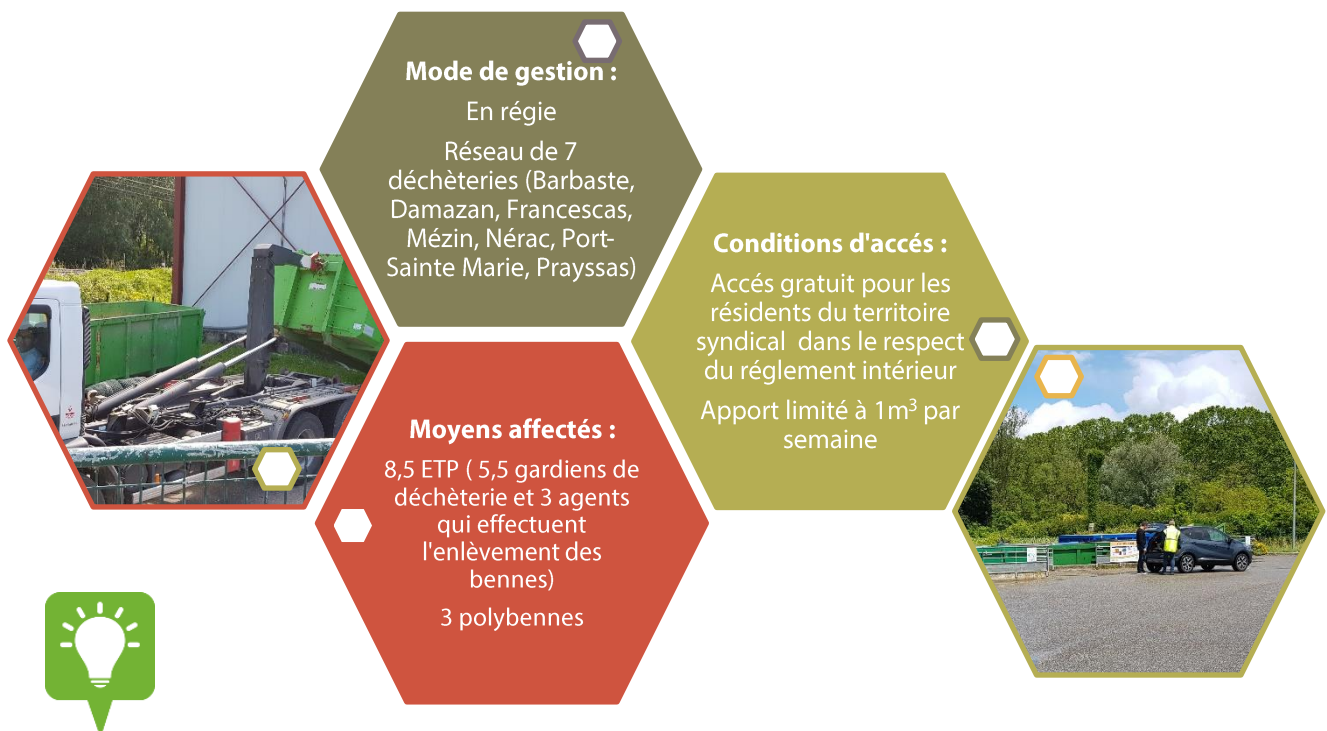 Mode de gestion :
En régie
Réseau de 7
déchèteries (Barbaste,
Damazan, Francescas,
Mézin, Nérac, Port-
Sainte Marie, Prayssas)
Conditions d'accés :
Accés gratuit pour les
résidents du territoire
syndical  dans le respect
du réglement intérieur
Apport limité à 1m³ par
semaine
Moyens affectés :
8,5 ETP ( 5,5 gardiens de
déchèterie et 3 agents
qui effectuent
l'enlèvement des
bennes)
3 polybennes